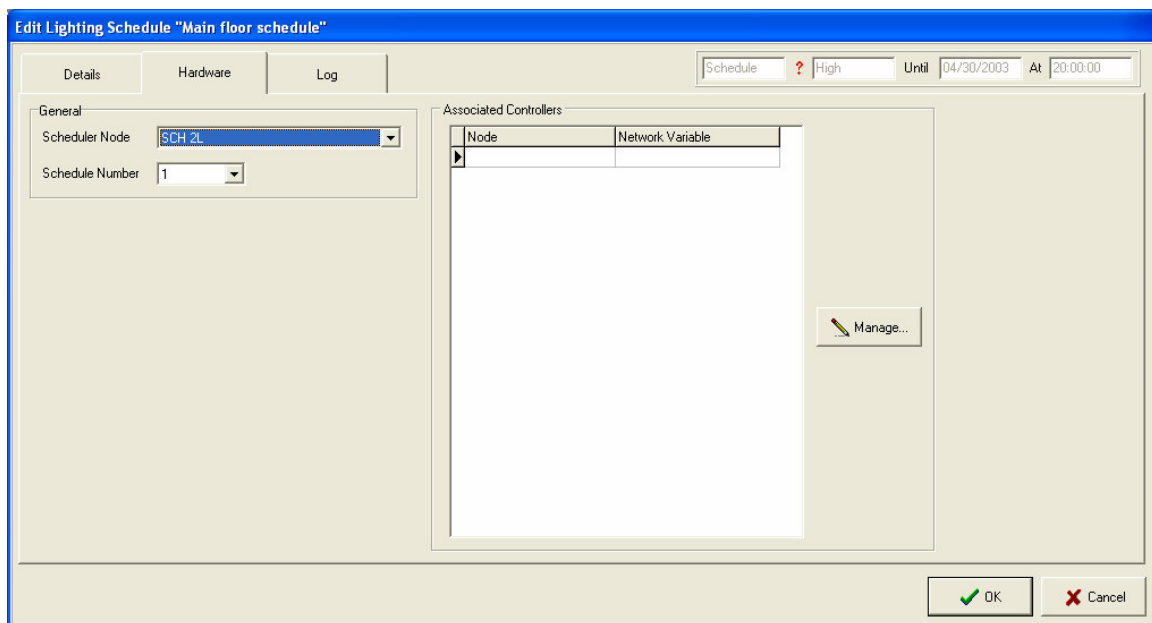 Edit Lighting Schedule "Main floor schedule"
Details Hardware Log Schedule ? High Until 04/30/2003 At 20:00:00
General
Scheduler Node SCH 2L
Schedule Number 1
Associated Controllers
Node Network Variable
Manage...
OK Cancel